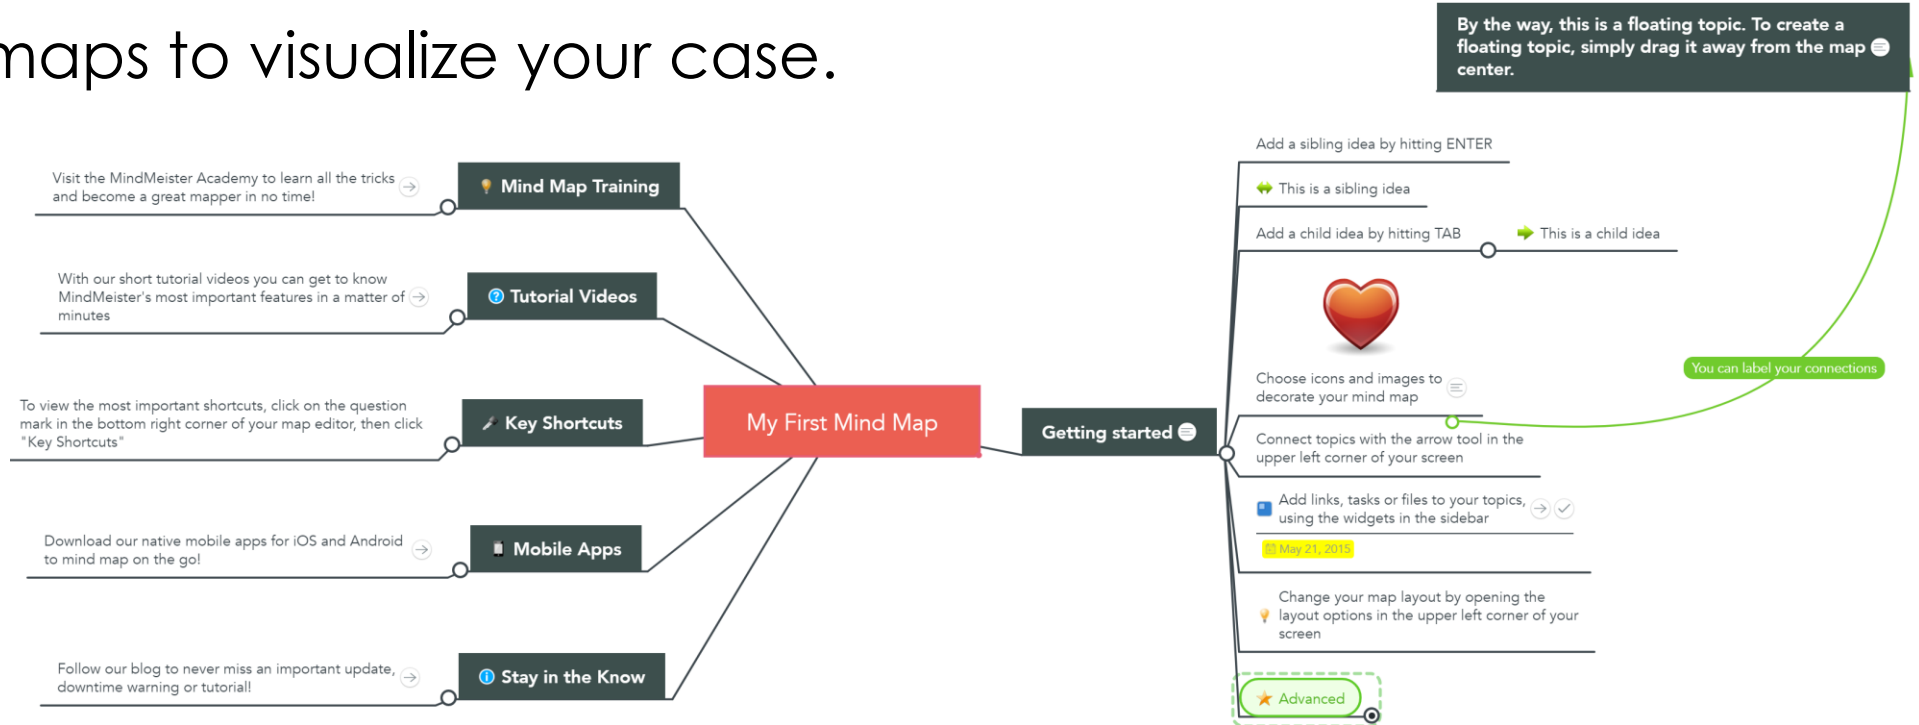 maps to visualize your case.
By the way, this is a floating topic. To create a
floating topic, simply drag it away from the map
center.
Visit the MindMeister Academy to learn all the tricks
and become a great mapper in no time!
Mind Map Training
With our short tutorial videos you can get to know
MindMeister's most important features in a matter of
minutes
Tutorial Videos
To view the most important shortcuts, click on the question
mark in the bottom right corner of your map editor, then click
"Key Shortcuts"
Key Shortcuts
Download our native mobile apps for iOS and Android
to mind map on the go!
Mobile Apps
Follow our blog to never miss an important update,
downtime warning or tutorial!
Stay in the Know
My First Mind Map
Getting started
Add a sibling idea by hitting ENTER
This is a sibling idea
Add a child idea by hitting TAB
This is a child idea
Choose icons and images to
decorate your mind map
You can label your connections
Connect topics with the arrow tool in the
upper left corner of your screen
Add links, tasks or files to your topics,
using the widgets in the sidebar
May 21, 2015
Change your map layout by opening the
layout options in the upper left corner of your
screen
Advanced